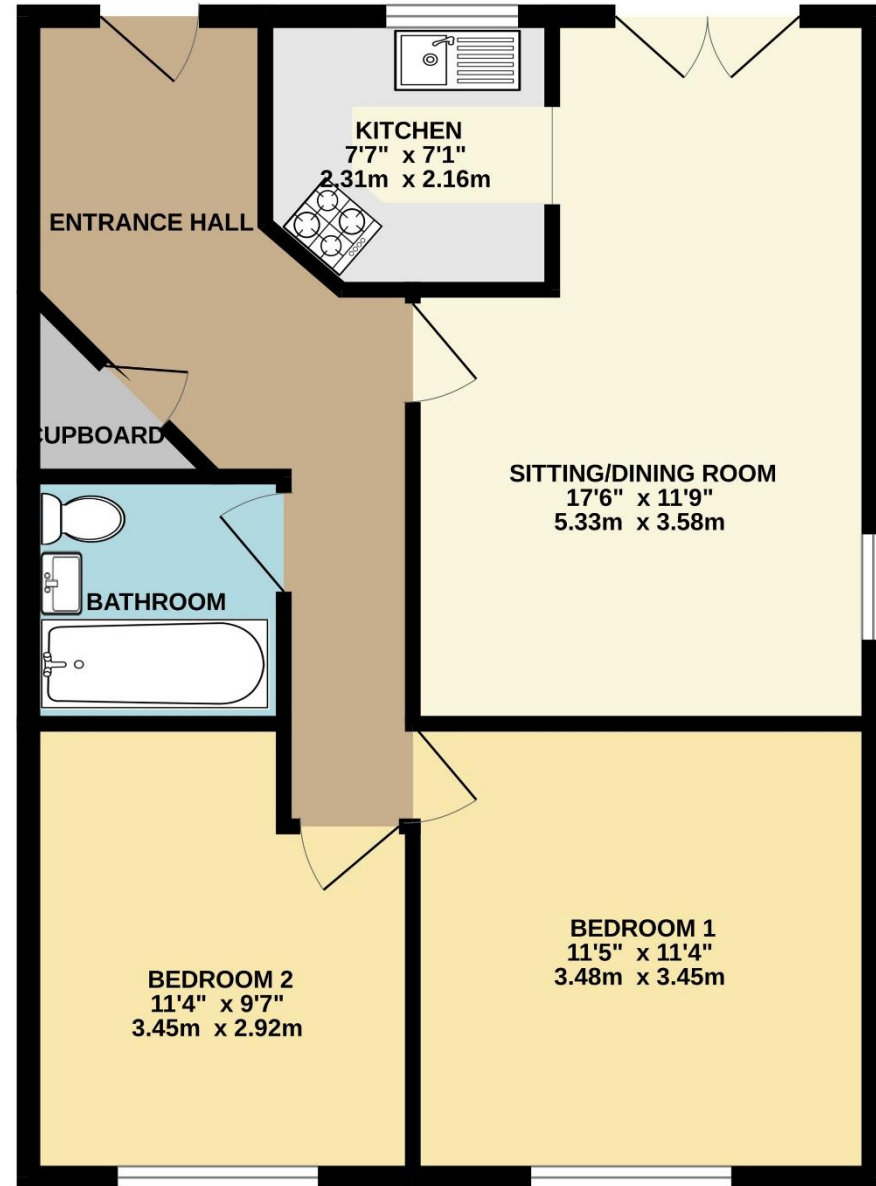 KITCHEN
7'7" x 7'1"
2.31m x 2.16m
ENTRANCE HALL
CUPBOARD
SITTING/DINING ROOM
17'6" x 11'9"
5.33m x 3.58m
BATHROOM
BEDROOM 1
11'5" x 11'4"
3.48m x 3.45m
BEDROOM 2
11'4" x 9'7"
3.45m x 2.92m